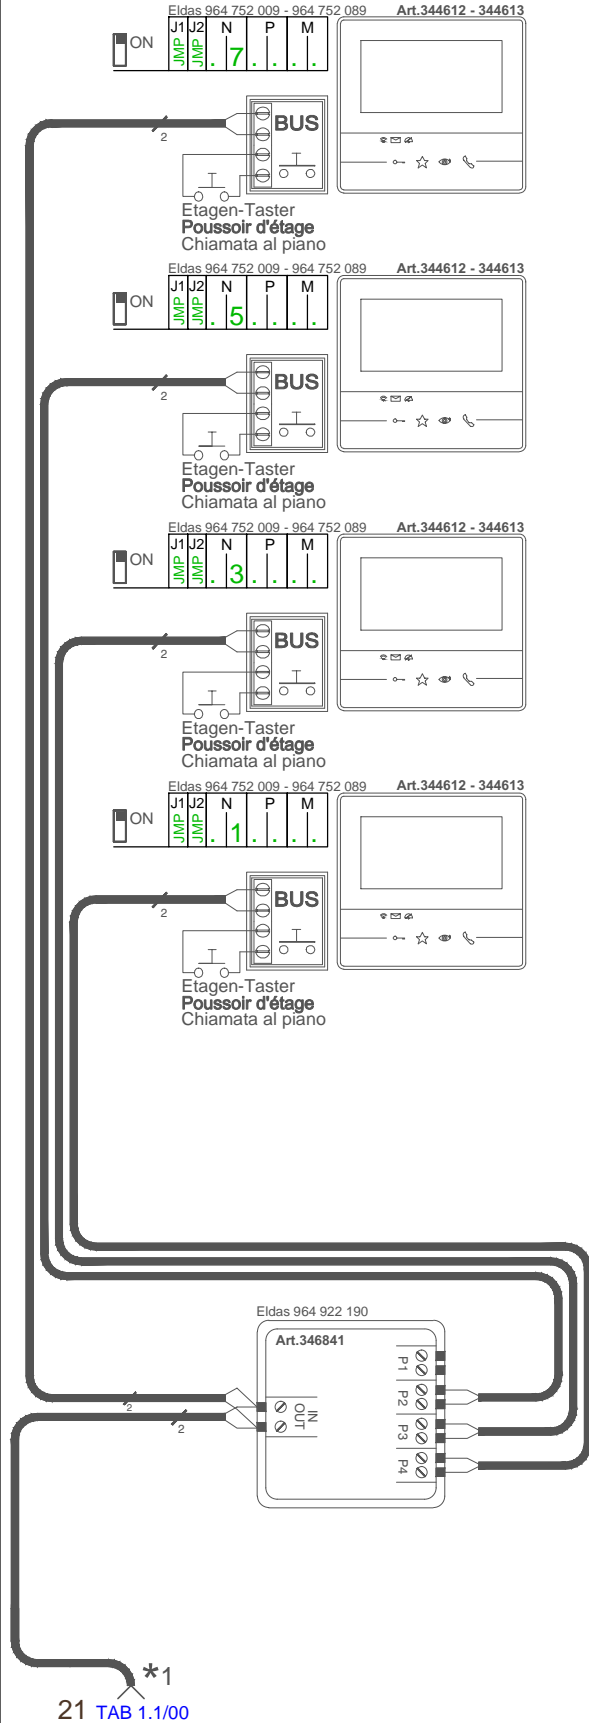 Eldas 964 752 009 - 964 752 089 Art.344612 - 344613
ON J1 J2 N P M
JMP JMP . 7 . . . .
BUS
2
Etagen-Taster
Poussoir d'étage
Chiamata al piano
Eldas 964 752 009 - 964 752 089 Art.344612 - 344613
ON J1 J2 N P M
JMP JMP . 5 . . . .
BUS
2
Etagen-Taster
Poussoir d'étage
Chiamata al piano
Eldas 964 752 009 - 964 752 089 Art.344612 - 344613
ON J1 J2 N P M
JMP JMP . 3 . . . .
BUS
2
Etagen-Taster
Poussoir d'étage
Chiamata al piano
Eldas 964 752 009 - 964 752 089 Art.344612 - 344613
ON J1 J2 N P M
JMP JMP . 1 . . . .
BUS
2
Etagen-Taster
Poussoir d'étage
Chiamata al piano
Eldas 964 922 190
Art.346841
P1
P2
P3
P4
IN
OUT
2
2
*1
21 TAB 1.1/00